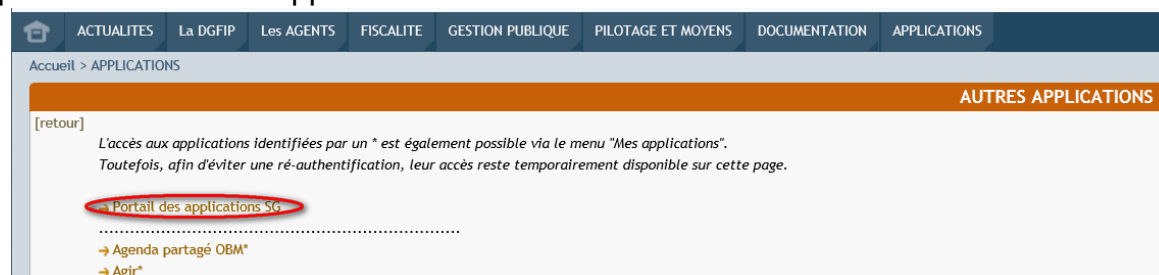 ACTUALITES La DGFIP Les AGENTS FISCALITE GESTION PUBLIQUE PILOTAGE ET MOYENS DOCUMENTATION APPLICATIONS
Accueil > APPLICATIONS
AUTRES APPLICATIONS
[retour]
L'accès aux applications identifiées par un * est également possible via le menu "Mes applications".
Toutefois, afin d'éviter une ré-authentification, leur accès reste temporairement disponible sur cette page.
→ Portail des applications SG
......................................................................
→ Agenda partagé OBM*
→ Agir*